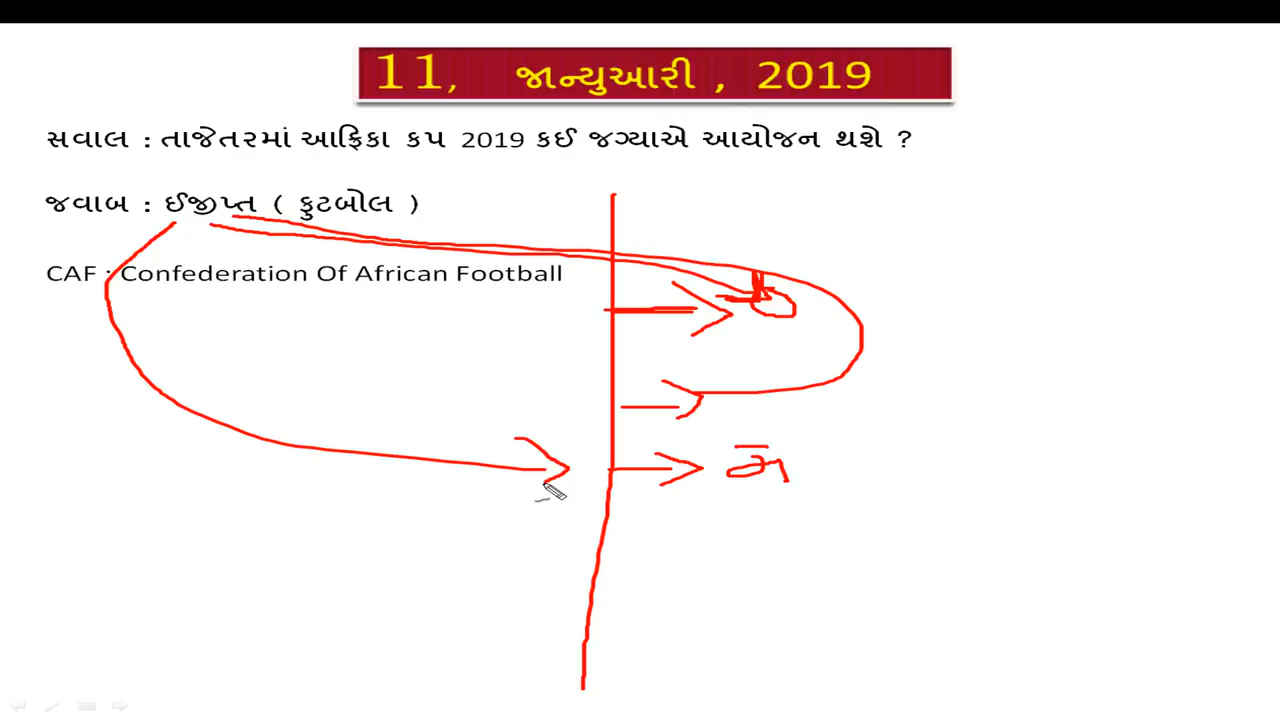 11, જાન્યુઆરી , 2019
સવાલ : તાજેતરમાં આફ્રિકા કપ 2019 કઈ જગ્યાએ આયોજન થશે ?
જવાબ : ઈજીપ્ત ( ફુટબોલ )
CAF : Confederation Of African Football